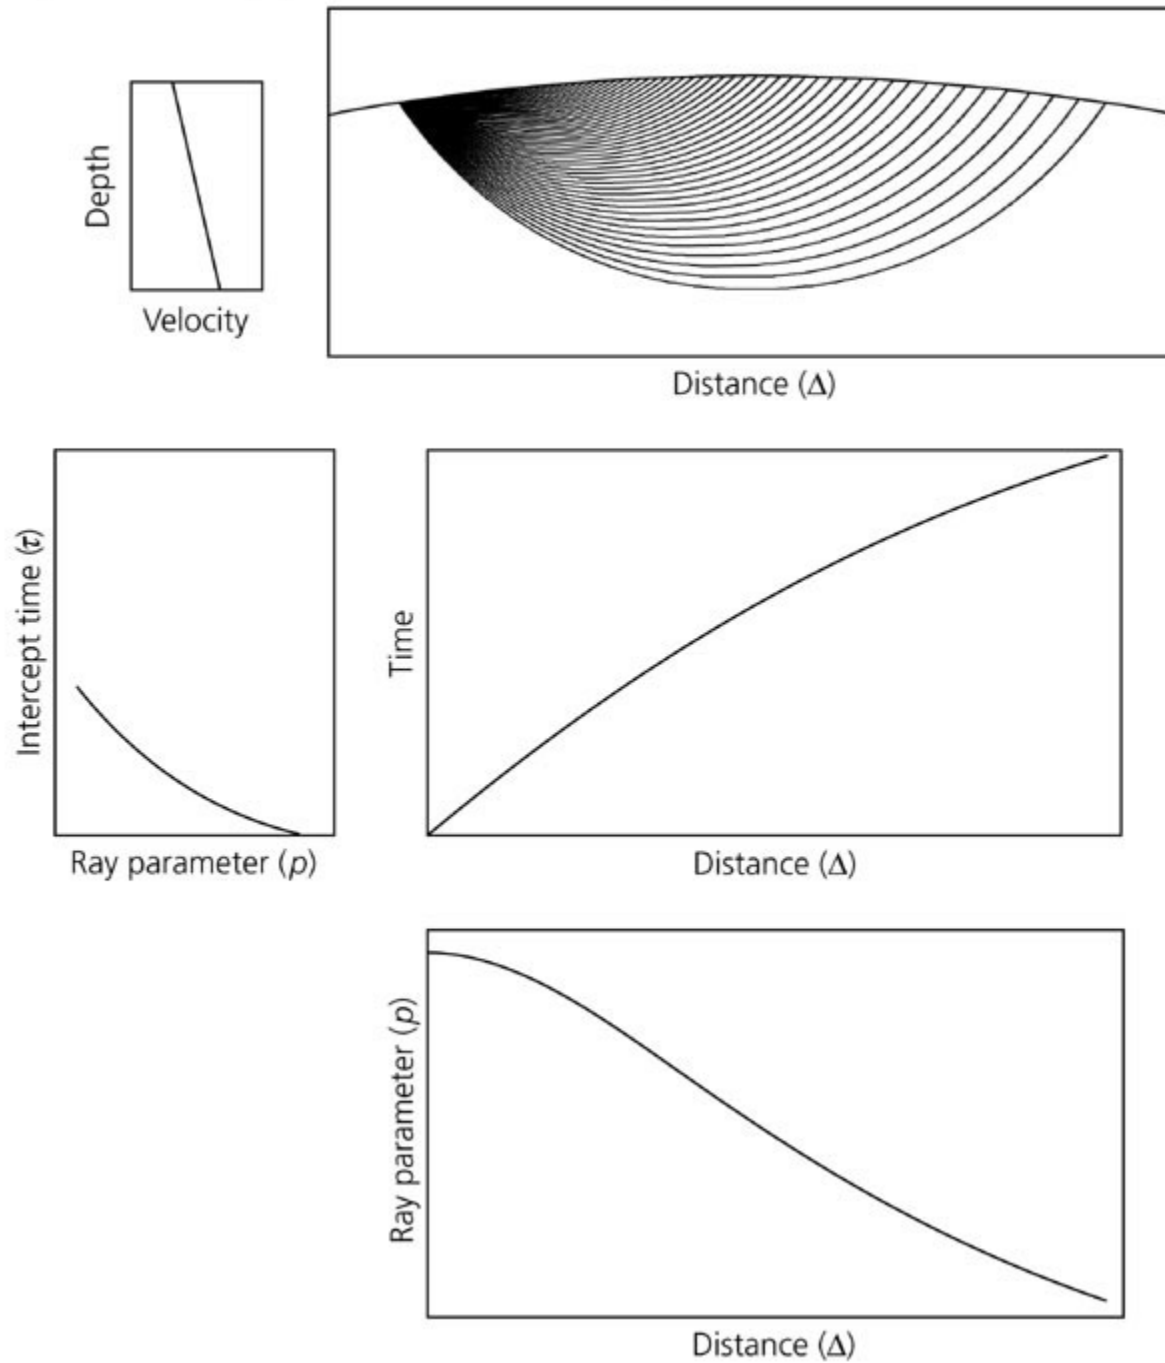 Depth
Velocity
Distance (Δ)
Intercept time (τ)
Ray parameter (p)
Time
Distance (Δ)
Ray parameter (p)
Distance (Δ)